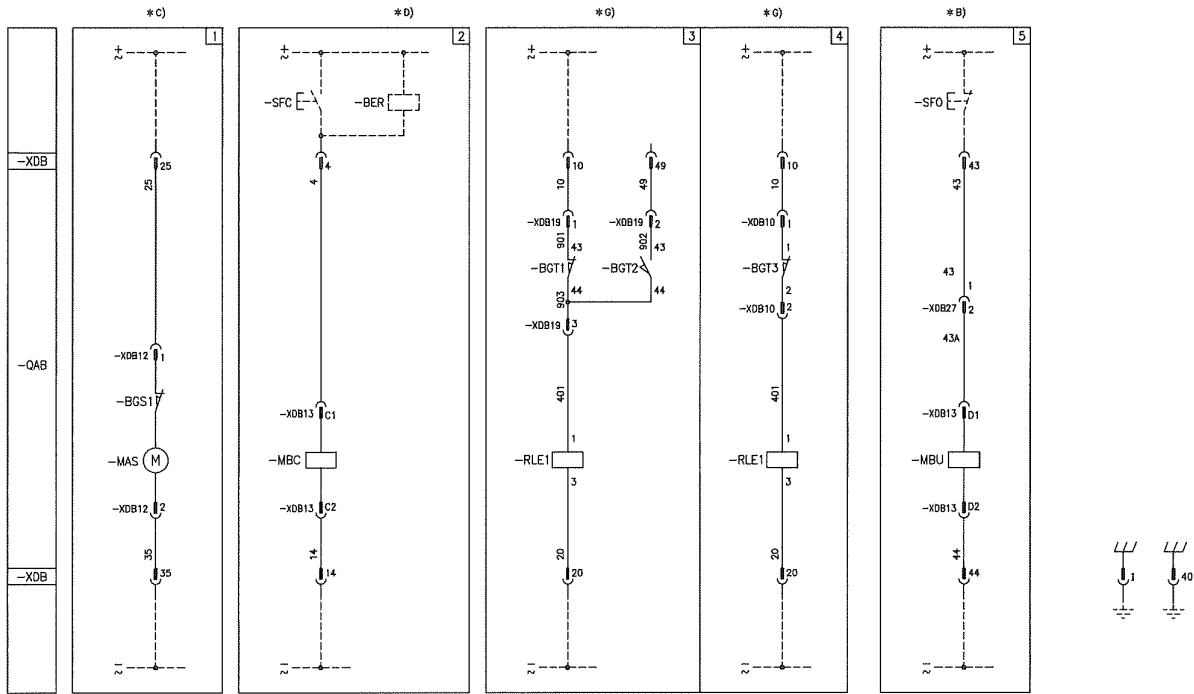 *C)
*D)
*G)
*G)
*B)
1
2
3
4
5
+
~
+
~
+
~
+
~
+
~
-SFC
-BER
-SFO
-XDB
25
4
10
49
10
43
25
4
10
49
10
43
-XDB19 1
-XDB19 2
-XDB10 1
901
43
902
43
1
-BGT1
-BGT2
-BGT3
43
44
44
2
1
903
-XDB10 2
-XDB27 2
-XDB19 3
43A
-XDB12 1
-QAB
-BGS1
401
401
-XDB13 C1
-XDB13 D1
1
1
-MAS M
-MBC
-RLE1
-RLE1
-MBU
3
3
-XDB12 2
-XDB13 C2
-XDB13 D2
35
14
20
20
44
-XDB
35
14
20
20
44
1
40
-
~
-
~
-
~
-
~
-
~